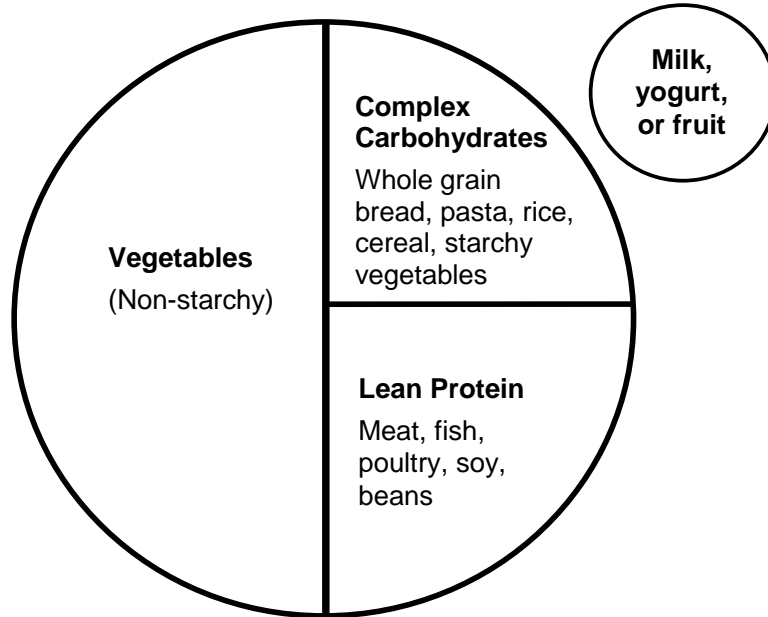 Vegetables
(Non-starchy)
Complex
Carbohydrates
Whole grain
bread, pasta, rice,
cereal, starchy
vegetables
Lean Protein
Meat, fish,
poultry, soy,
beans
Milk,
yogurt,
or fruit